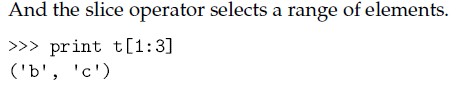 And the slice operator selects a range of elements.
>>> print t[1:3]
('b', 'c')